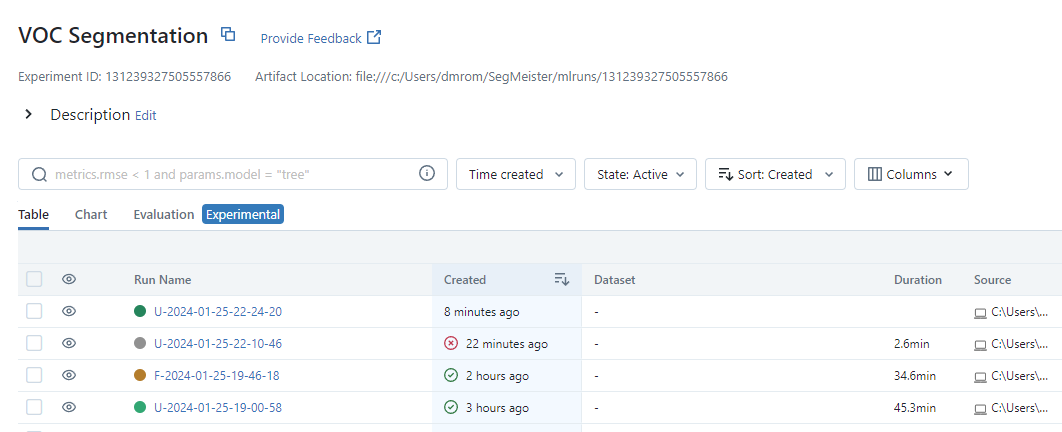 VOC Segmentation Provide Feedback
Experiment ID: 131239327505557866 Artifact Location: file:///c:/Users/dmrom/SegMeister/mlruns/131239327505557866
Description Edit
metrics.rmse < 1 and params.model = "tree" Time created State: Active Sort: Created Columns
Table Chart Evaluation Experimental
Run Name Created Dataset Duration Source
U-2024-01-25-22-24-20 8 minutes ago - C:\Users\...
U-2024-01-25-22-10-46 22 minutes ago - 2.6min C:\Users\...
F-2024-01-25-19-46-18 2 hours ago - 34.6min C:\Users\...
U-2024-01-25-19-00-58 3 hours ago - 45.3min C:\Users\...